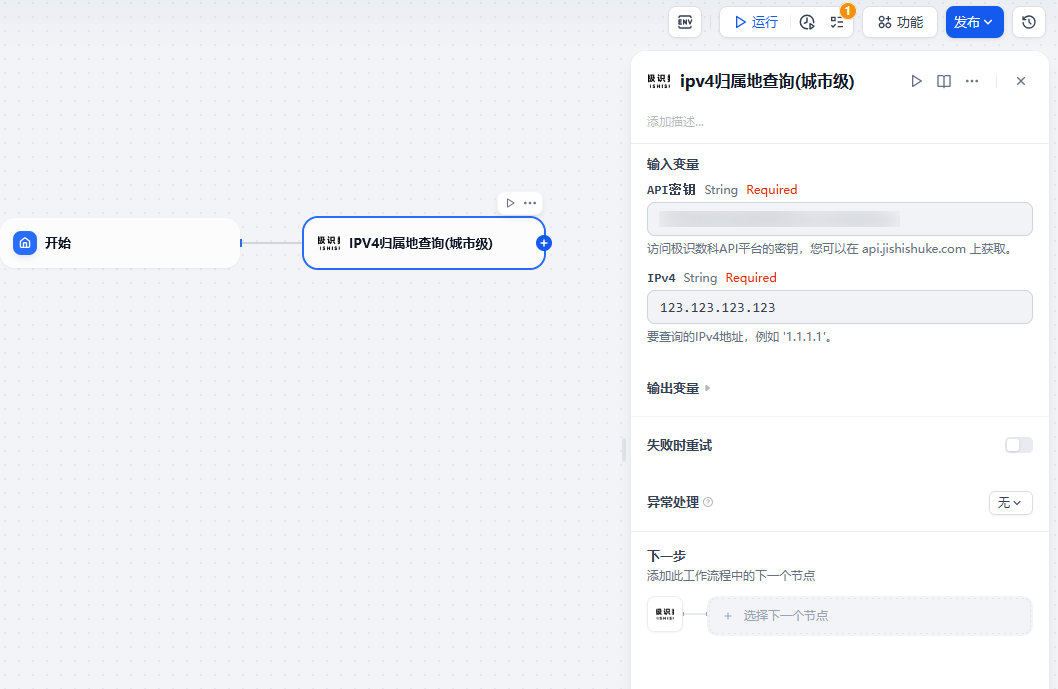 ENV
运行
1
功能
发布
极识
ISHISI
ipv4归属地查询(城市级)
添加描述...
输入变量
API密钥 String Required
访问极识数科API平台的密钥，您可以在 api.jishishuke.com 上获取。
IPv4 String Required
123.123.123.123
要查询的IPv4地址，例如 '1.1.1.1'。
输出变量
失败时重试
异常处理
无
下一步
添加此工作流程中的下一个节点
极识
ISHISI
+ 选择下一个节点
开始
极识
ISHISI
IPV4归属地查询(城市级)